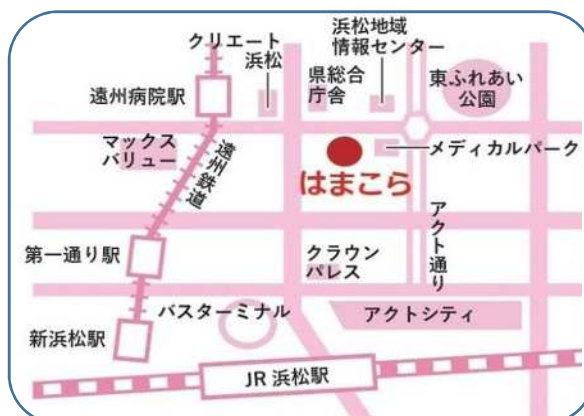 クリエート
浜松
浜松地域
情報センター
遠州病院駅
県総合
庁舎
東ふれあい
公園
マックス
バリュー
遠州鉄道
メディカルパーク
はまこら
アクト通り
第一通り駅
クラウン
パレス
バスターミナル
アクトシティ
新浜松駅
JR 浜松駅